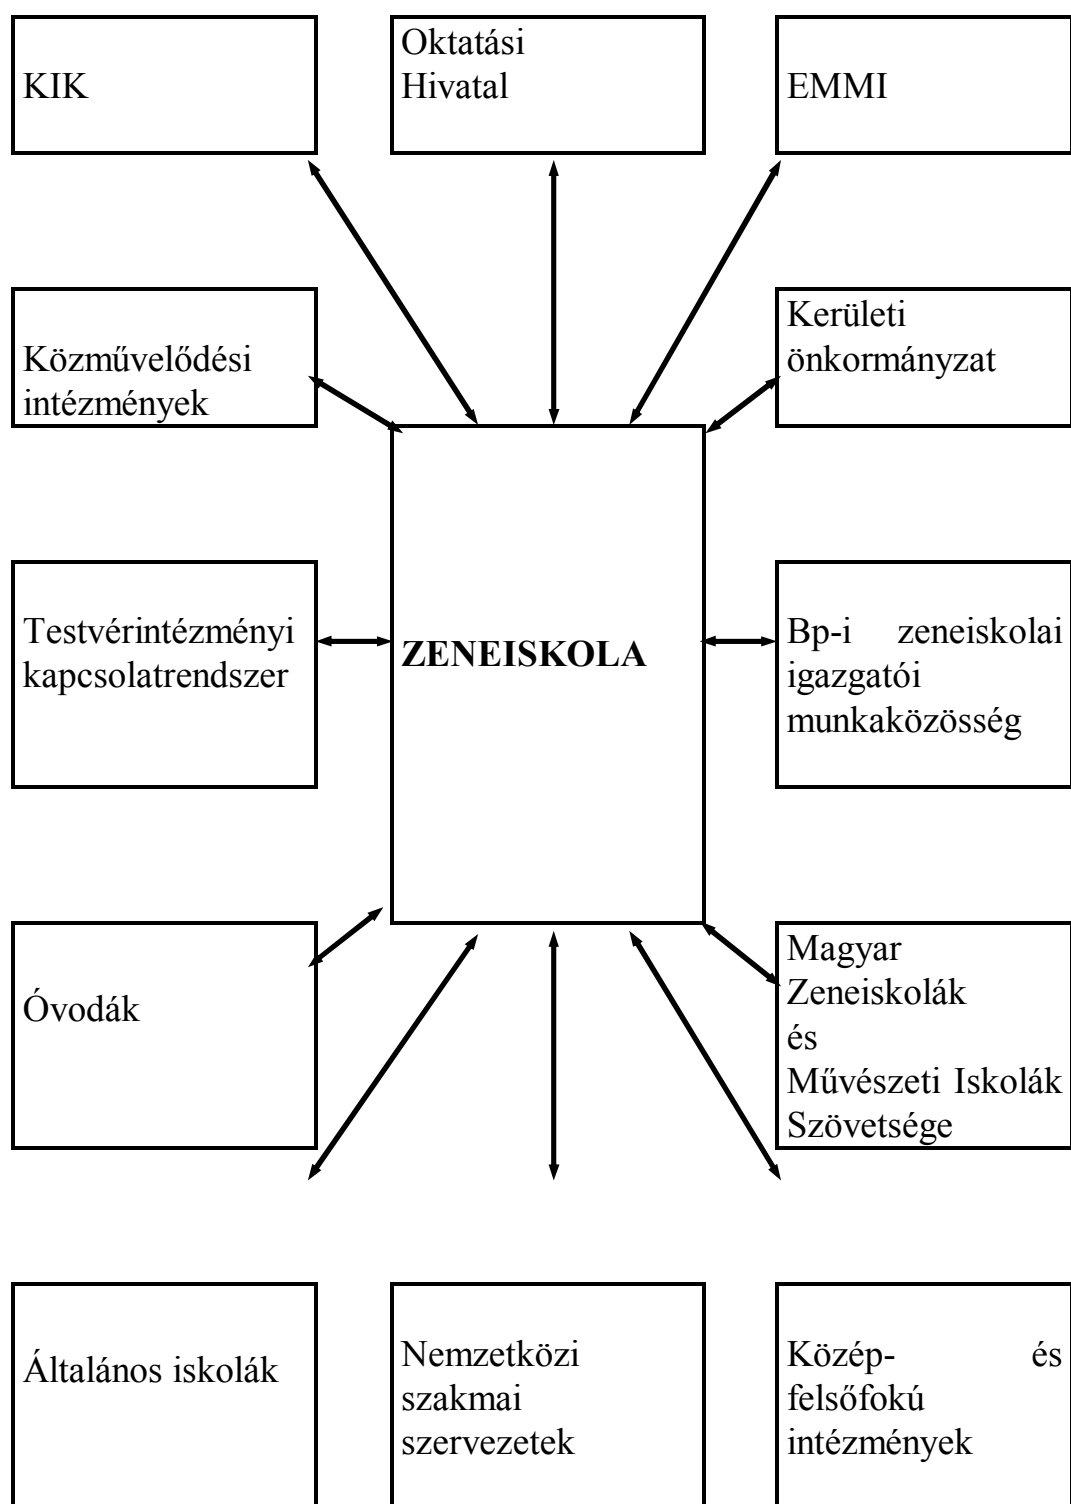 KIK
Oktatási
Hivatal
EMMI
Közművelődési
intézmények
Kerületi
önkormányzat
Testvérintézményi
kapcsolatrendszer
ZENEISKOLA
Bp-i zeneiskolai
igazgatói
munkaközösség
Óvodák
Magyar
Zeneiskolák
és
Művészeti Iskolák
Szövetsége
Általános iskolák
Nemzetközi
szakmai
szervezetek
Közép- és
felsőfokú
intézmények